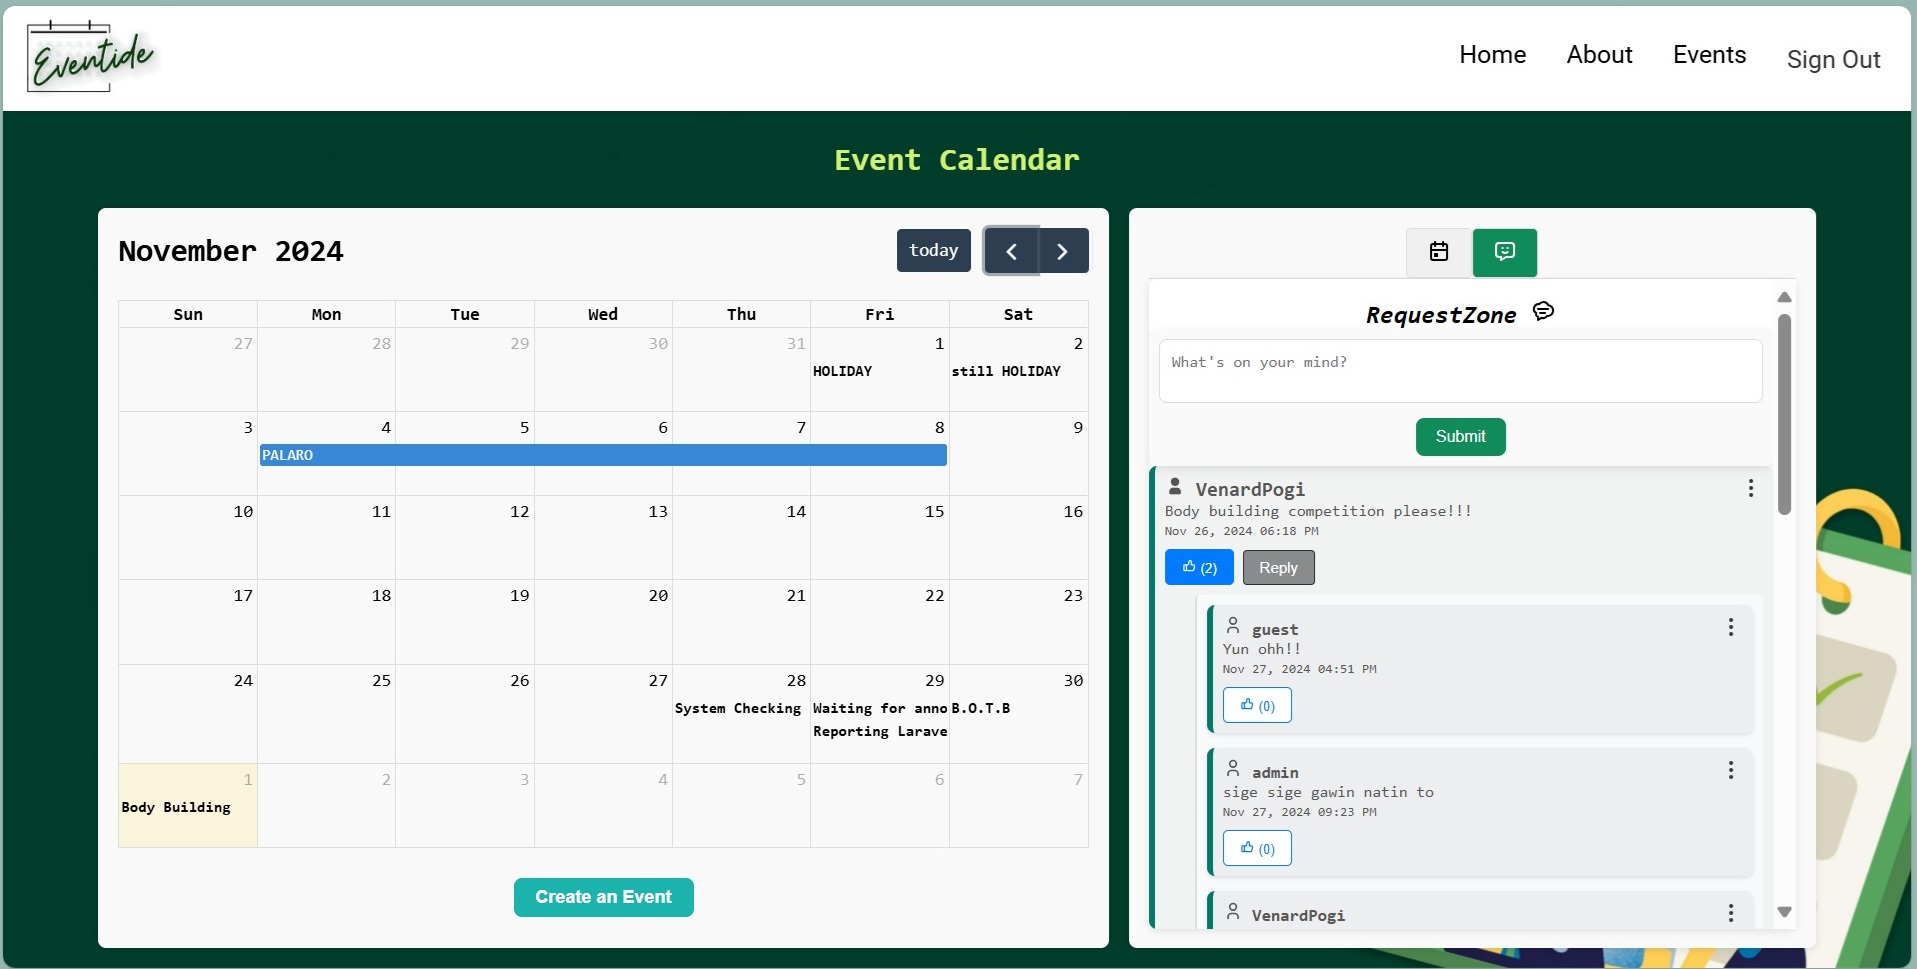 Eventide
Home About Events Sign Out
Event Calendar
November 2024
today
Sun Mon Tue Wed Thu Fri Sat
27 28 29 30 31 1 2
HOLIDAY still HOLIDAY
3 4 5 6 7 8 9
PALARO
10 11 12 13 14 15 16
17 18 19 20 21 22 23
24 25 26 27 28 29 30
System Checking Waiting for anno B.O.T.B
Reporting Larave
1 2 3 4 5 6 7
Body Building
Create an Event
RequestZone
What's on your mind?
Submit
VenardPogi
Body building competition please!!!
Nov 26, 2024 06:18 PM
(2) Reply
guest
Yun ohh!!
Nov 27, 2024 04:51 PM
(0)
admin
sige sige gawin natin to
Nov 27, 2024 09:23 PM
(0)
VenardPogi